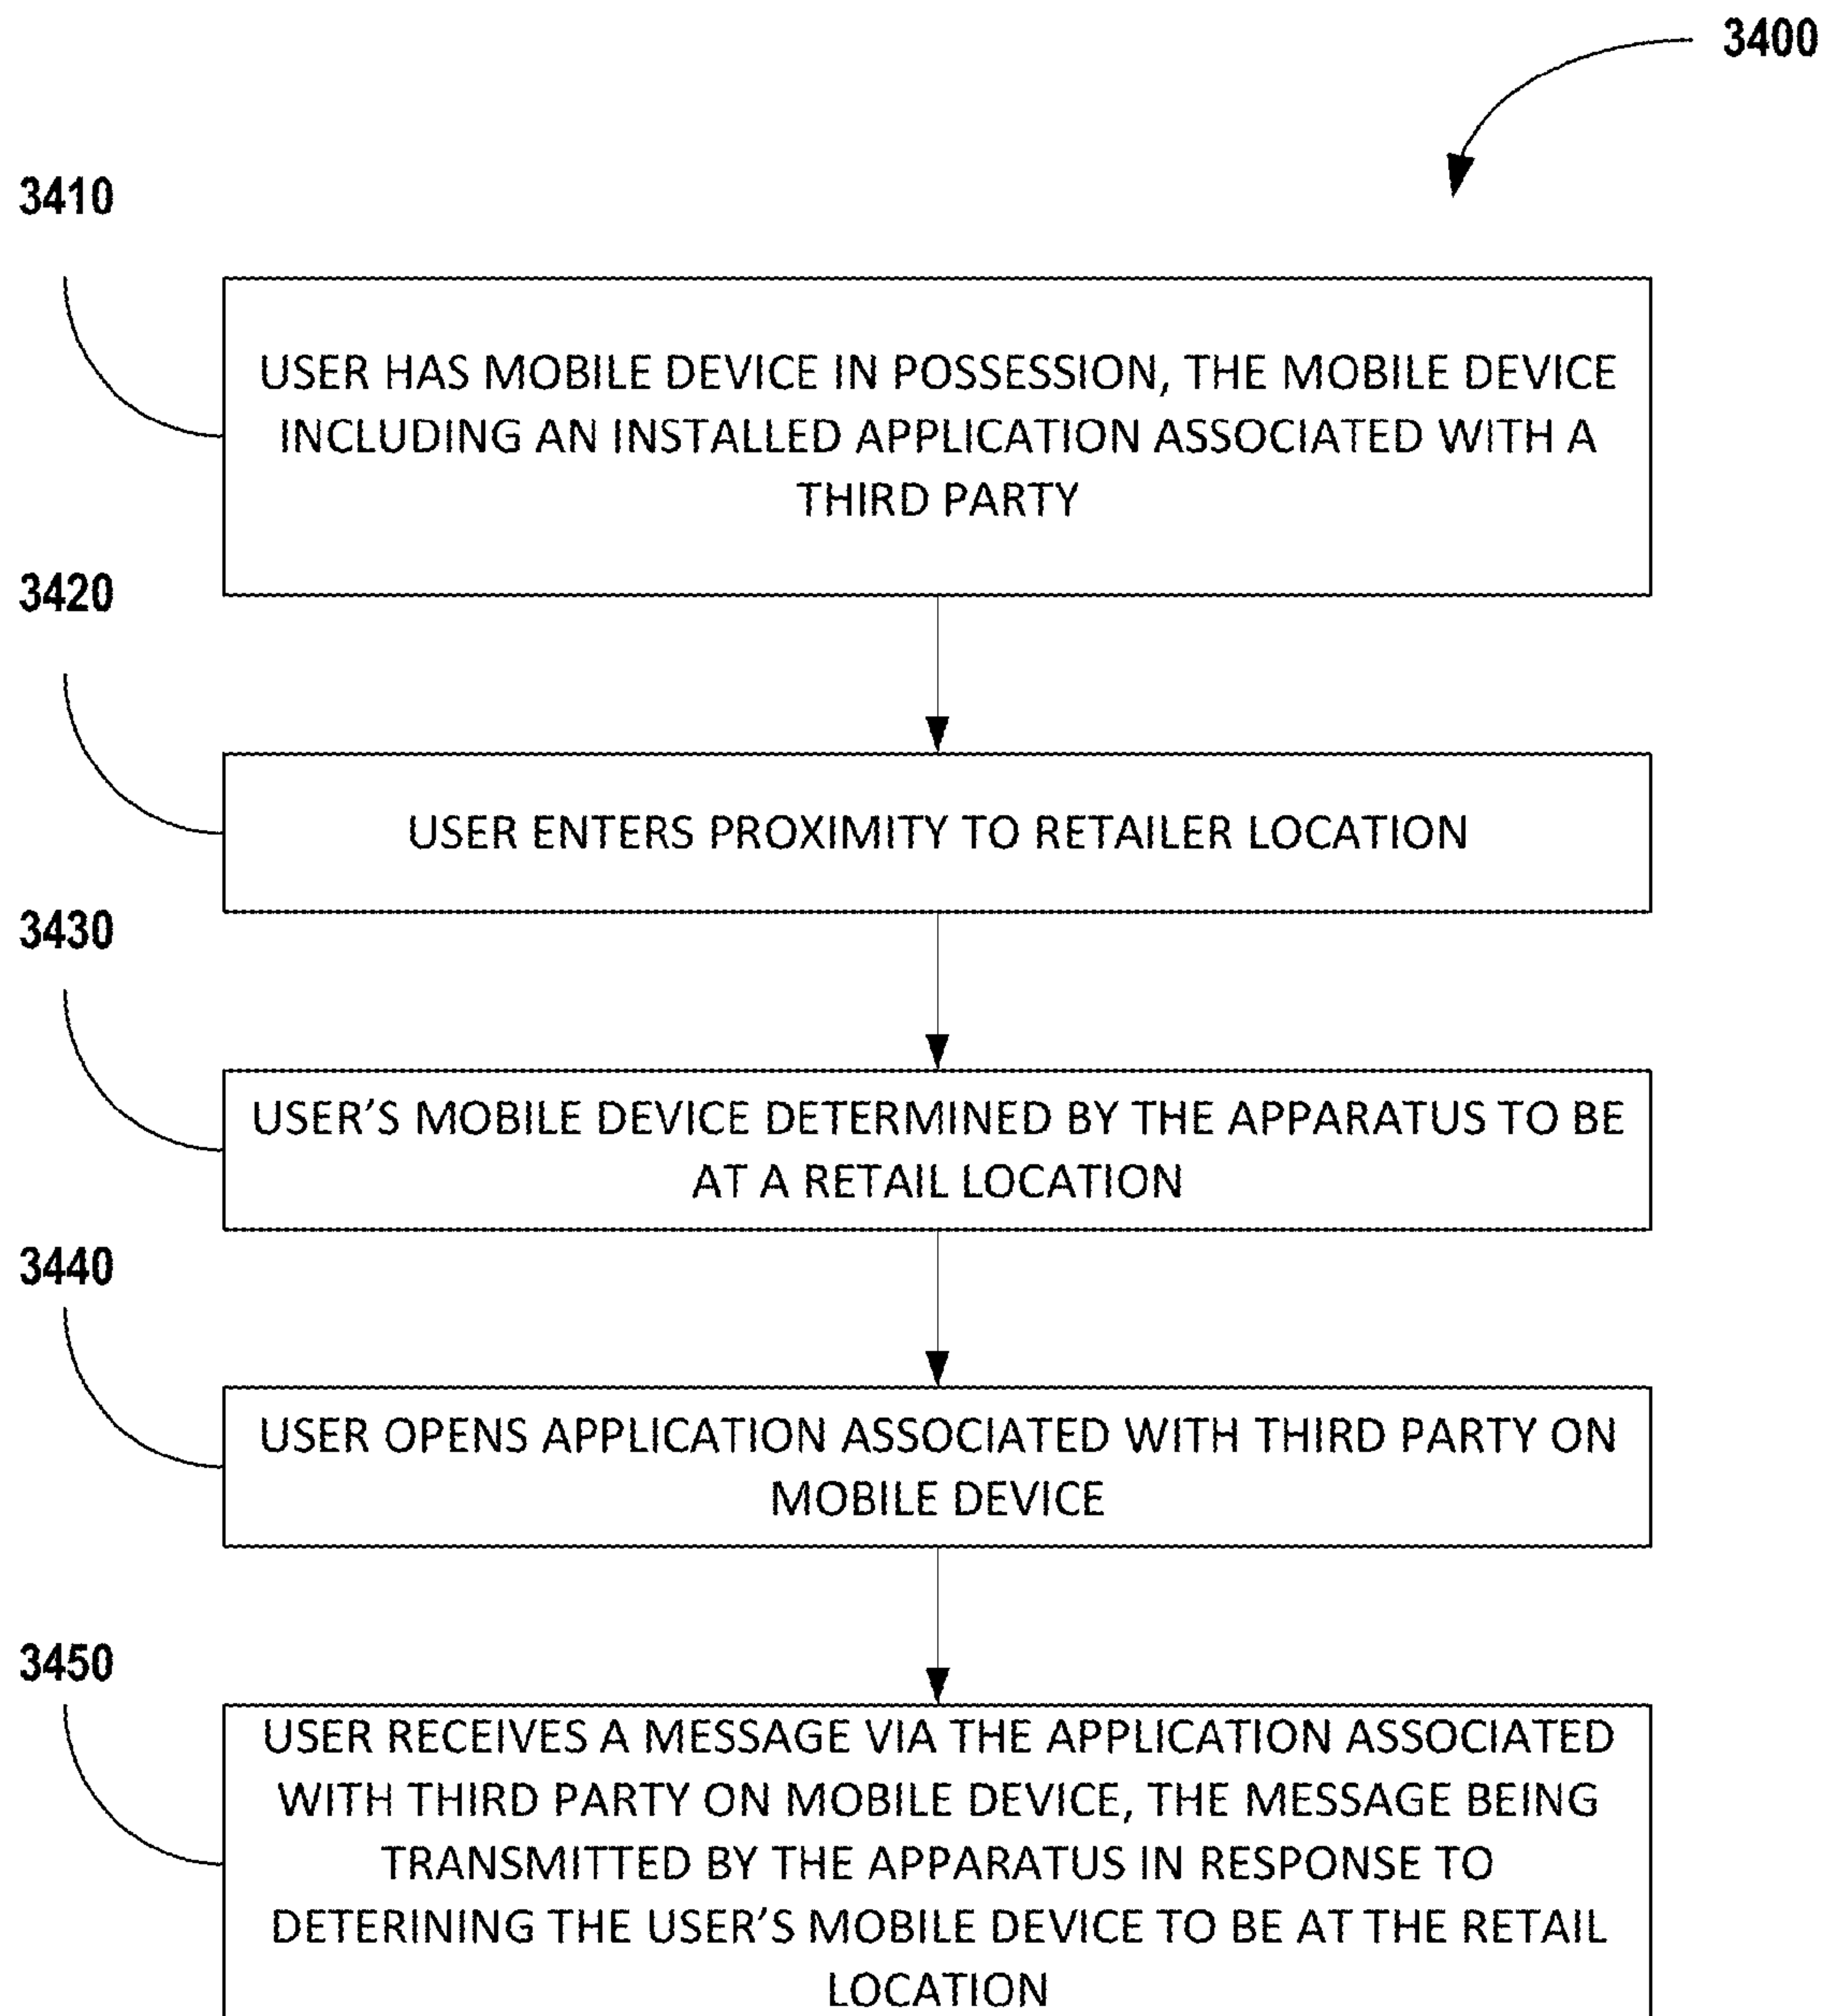 3400
3410
USER HAS MOBILE DEVICE IN POSSESSION, THE MOBILE DEVICE
INCLUDING AN INSTALLED APPLICATION ASSOCIATED WITH A
THIRD PARTY
3420
USER ENTERS PROXIMITY TO RETAILER LOCATION
3430
USER'S MOBILE DEVICE DETERMINED BY THE APPARATUS TO BE
AT A RETAIL LOCATION
3440
USER OPENS APPLICATION ASSOCIATED WITH THIRD PARTY ON
MOBILE DEVICE
3450
USER RECEIVES A MESSAGE VIA THE APPLICATION ASSOCIATED
WITH THIRD PARTY ON MOBILE DEVICE, THE MESSAGE BEING
TRANSMITTED BY THE APPARATUS IN RESPONSE TO
DETERINING THE USER'S MOBILE DEVICE TO BE AT THE RETAIL
LOCATION